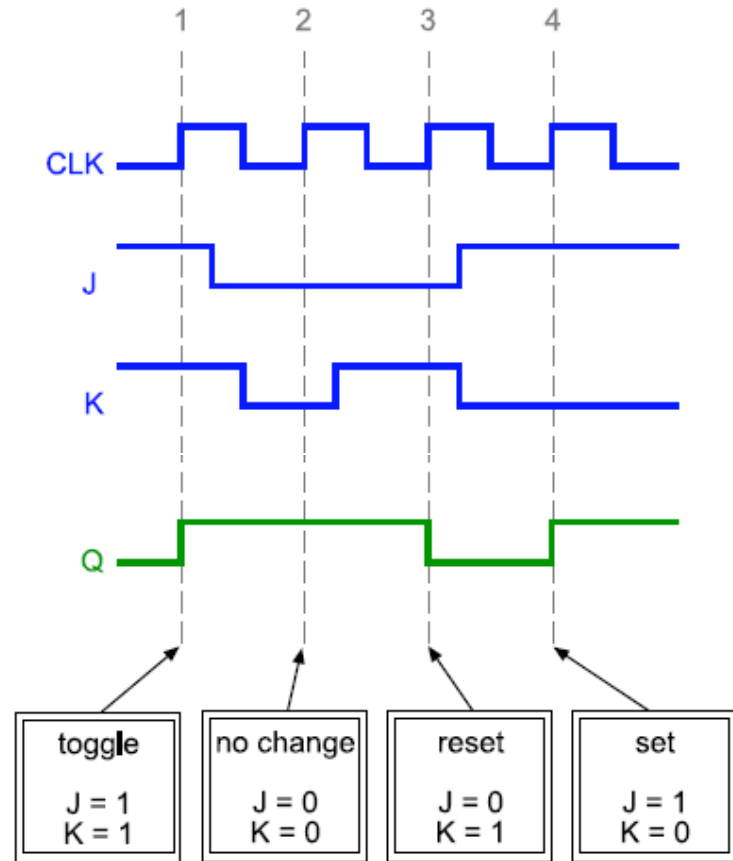 1 2 3 4
CLK
J
K
Q
toggle
J = 1
K = 1
no change
J = 0
K = 0
reset
J = 0
K = 1
set
J = 1
K = 0